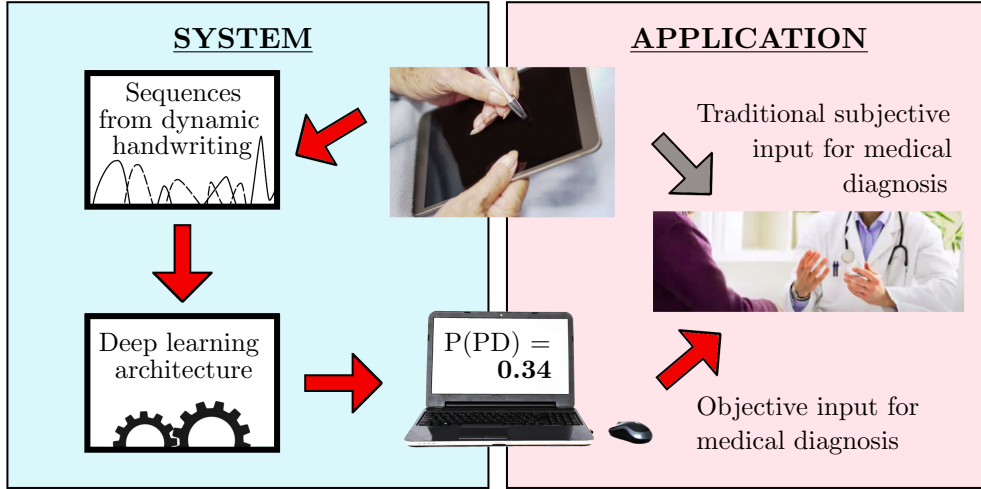 SYSTEM
Sequences
from dynamic
handwriting
Deep learning
architecture
P(PD) =
0.34
APPLICATION
Traditional subjective
input for medical
diagnosis
Objective input for
medical diagnosis